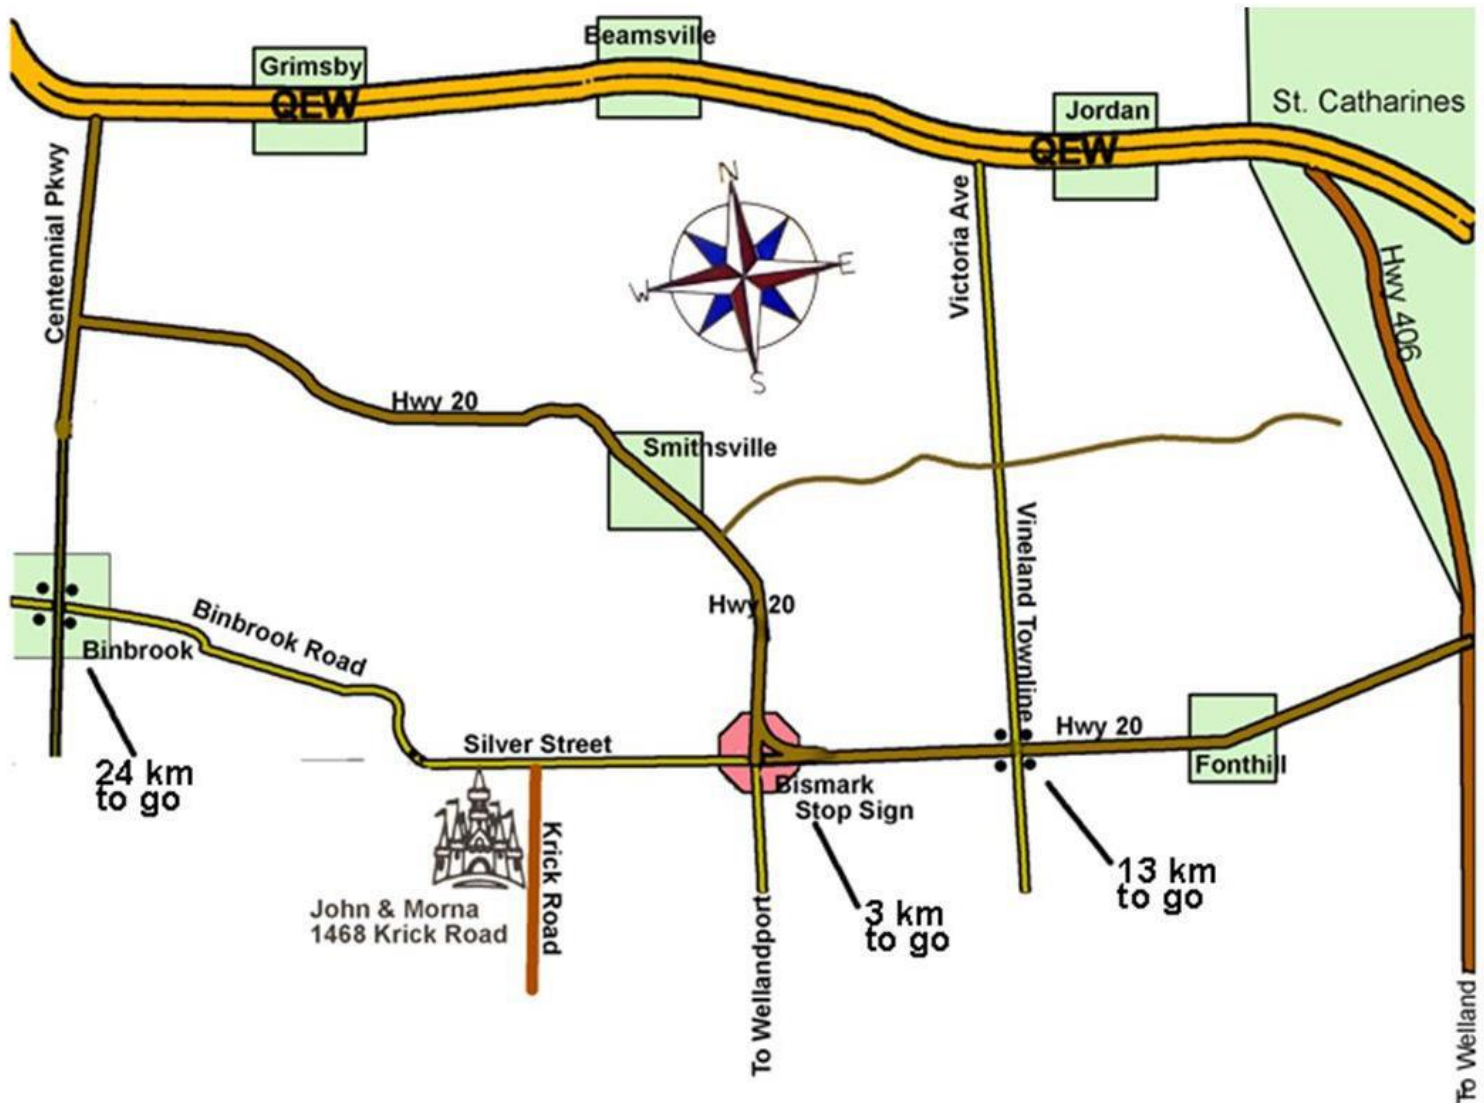 Beamsville
Grimsby
QEW
Jordan
QEW
St. Catharines
Centennial Pkwy
N
E
W
S
Victoria Ave
Hwy 406
Hwy 20
Smithsville
Vineland Townline
Hwy 20
Binbrook Road
Binbrook
Silver Street
Hwy 20
Fonthill
24 km
to go
Bismark
Stop Sign
Krick Road
John & Morna
1468 Krick Road
3 km
to go
13 km
to go
To Wellandport
To Welland